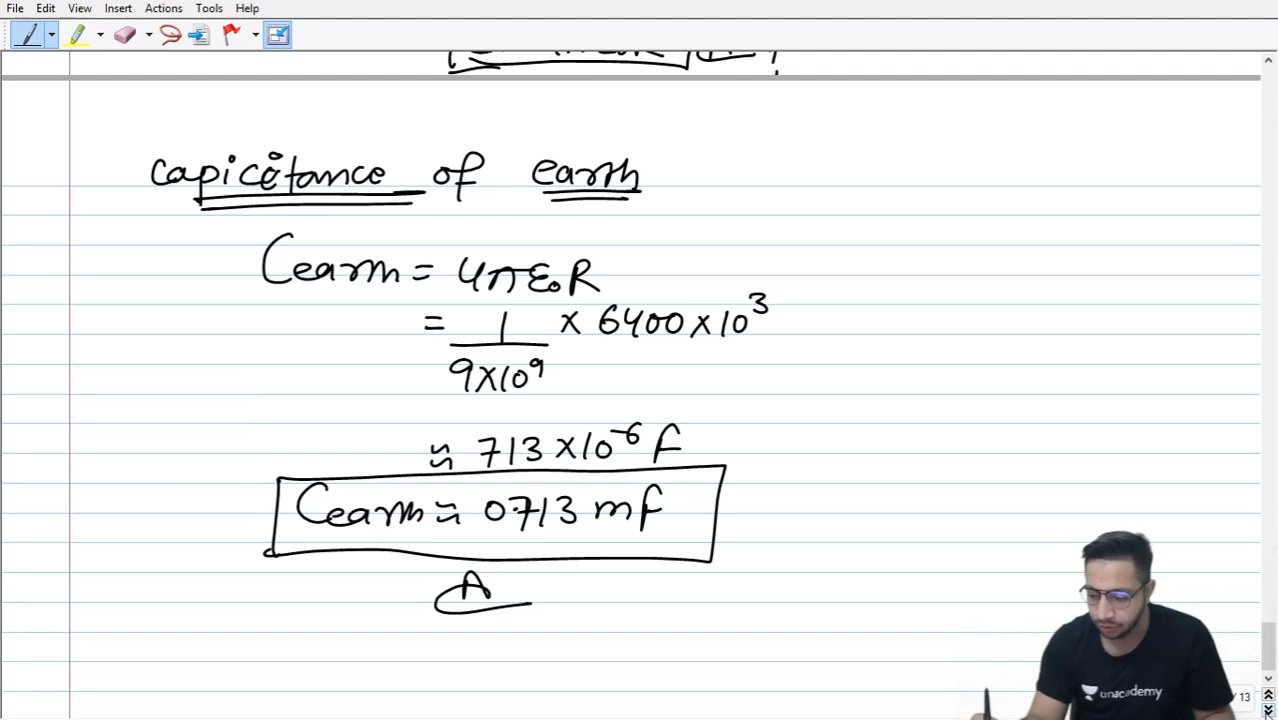 File Edit View Insert Actions Tools Help
capicitance of earth
Cearth = 4πε₀R
= 1 / 9×10⁹ × 6400×10³
≈ 713 ×10⁻⁶ F
Cearth ≈ 0.713 mF
A
unacademy
/ 13